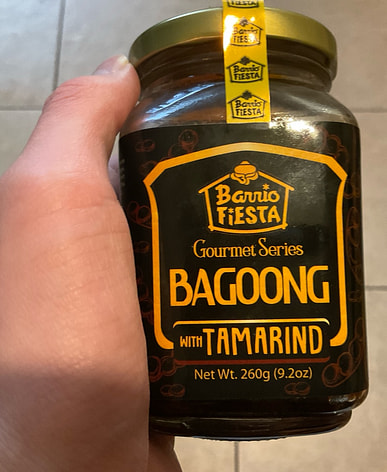 Barrio
FIESTA
Barrio
FIESTA
Barrio
FIESTA
Gourmet Series
BAGOONG
WITH TAMARIND
Net Wt. 260g (9.2oz)